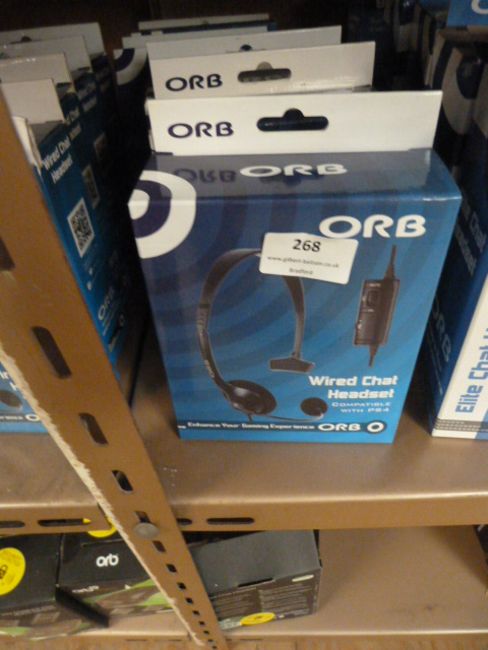 ORB
ORB
ORB
ORB
268
www.gilbert-baitson.co.uk
Bradford
Wired Chat
Headset
COMPATIBLE
WITH PS4
Enhance Your Gaming Experience
ORB
Wired Chat
Headset
Elite Chat
orb